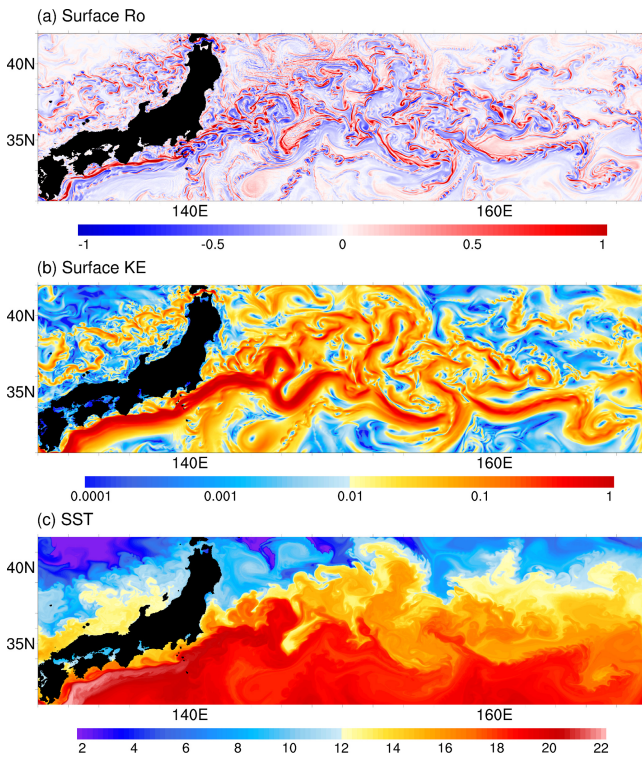 (a) Surface Ro
40N
35N
140E 160E
-1 -0.5 0 0.5 1
(b) Surface KE
40N
35N
140E 160E
0.0001 0.001 0.01 0.1 1
(c) SST
40N
35N
140E 160E
2 4 6 8 10 12 14 16 18 20 22